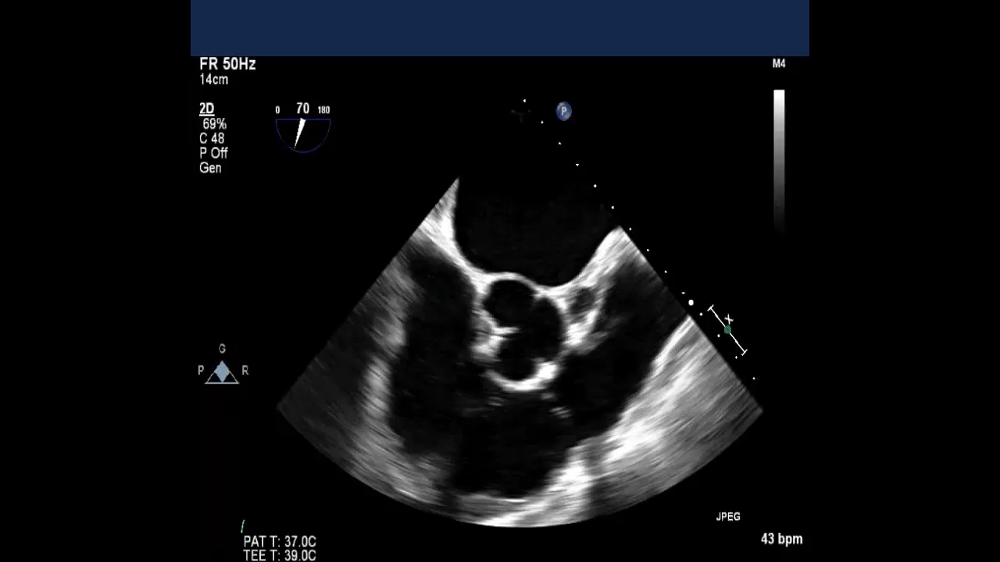 FR 50Hz
M4
14cm
2D
0 70 180
P
69%
C 48
P Off
Gen
G
P R
JPEG
PAT T: 37.0C
43 bpm
TEE T: 39.0C